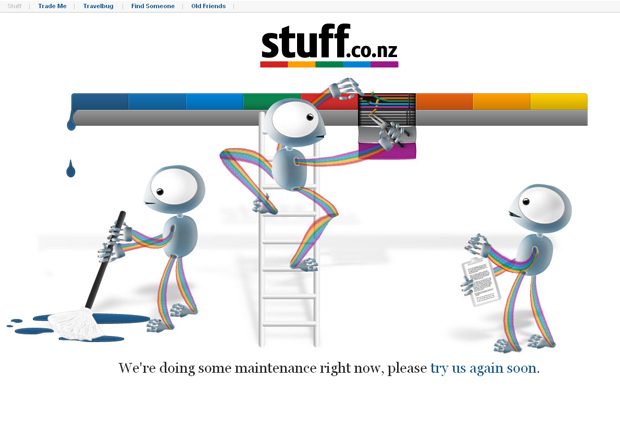 Stuff | Trade Me | Travelbug | Find Someone | Old Friends |
stuff.co.nz
We're doing some maintenance right now, please try us again soon.